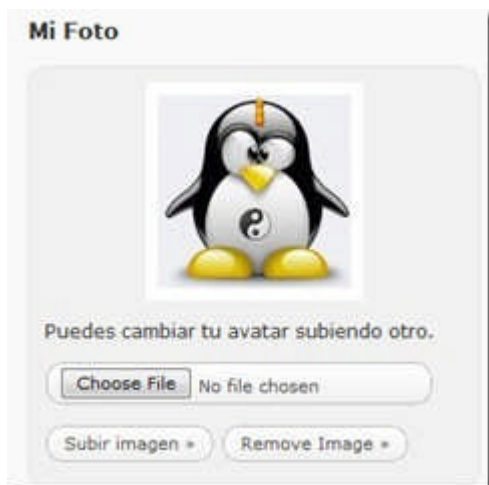 Mi Foto
Puedes cambiar tu avatar subiendo otro.
Choose File No file chosen
Subir imagen » Remove Image »